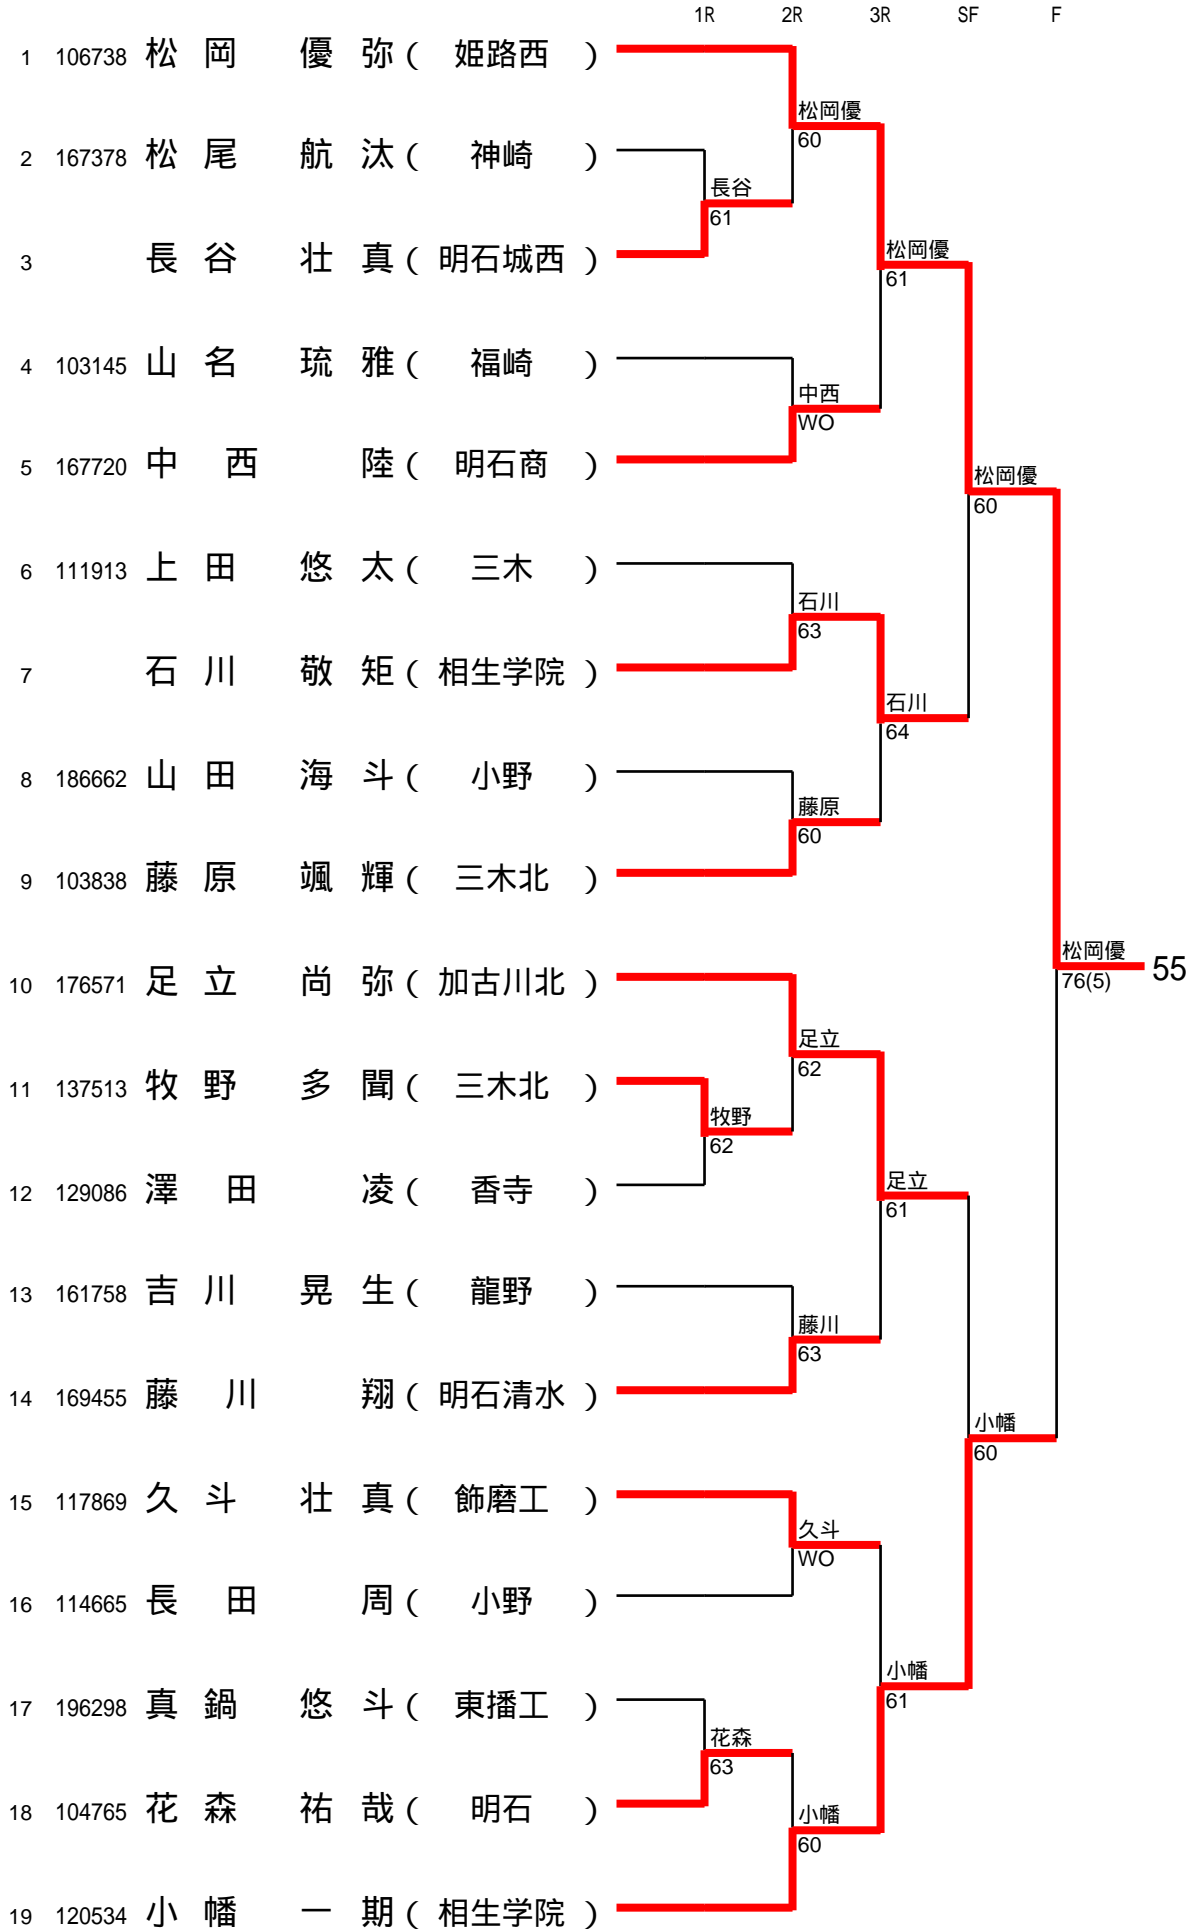 1R 2R 3R SF F
1 106738 松岡 優弥 ( 姫路西 )
松岡優
60
2 167378 松尾 航汰 ( 神崎 )
長谷
61
3 長谷 壮真 ( 明石城西 )
松岡優
61
4 103145 山名 琉雅 ( 福崎 )
中西
WO
5 167720 中西 陸 ( 明石商 )
松岡優
60
6 111913 上田 悠太 ( 三木 )
石川
63
7 石川 敬矩 ( 相生学院 )
石川
64
8 186662 山田 海斗 ( 小野 )
藤原
60
9 103838 藤原 颯輝 ( 三木北 )
松岡優
76(5)
55
10 176571 足立 尚弥 ( 加古川北 )
足立
62
11 137513 牧野 多聞 ( 三木北 )
牧野
62
12 129086 澤田 凌 ( 香寺 )
足立
61
13 161758 吉川 晃生 ( 龍野 )
藤川
63
14 169455 藤川 翔 ( 明石清水 )
小幡
60
15 117869 久斗 壮真 ( 飾磨工 )
久斗
WO
16 114665 長田 周 ( 小野 )
小幡
61
17 196298 真鍋 悠斗 ( 東播工 )
花森
63
18 104765 花森 祐哉 ( 明石 )
小幡
60
19 120534 小幡 一期 ( 相生学院 )